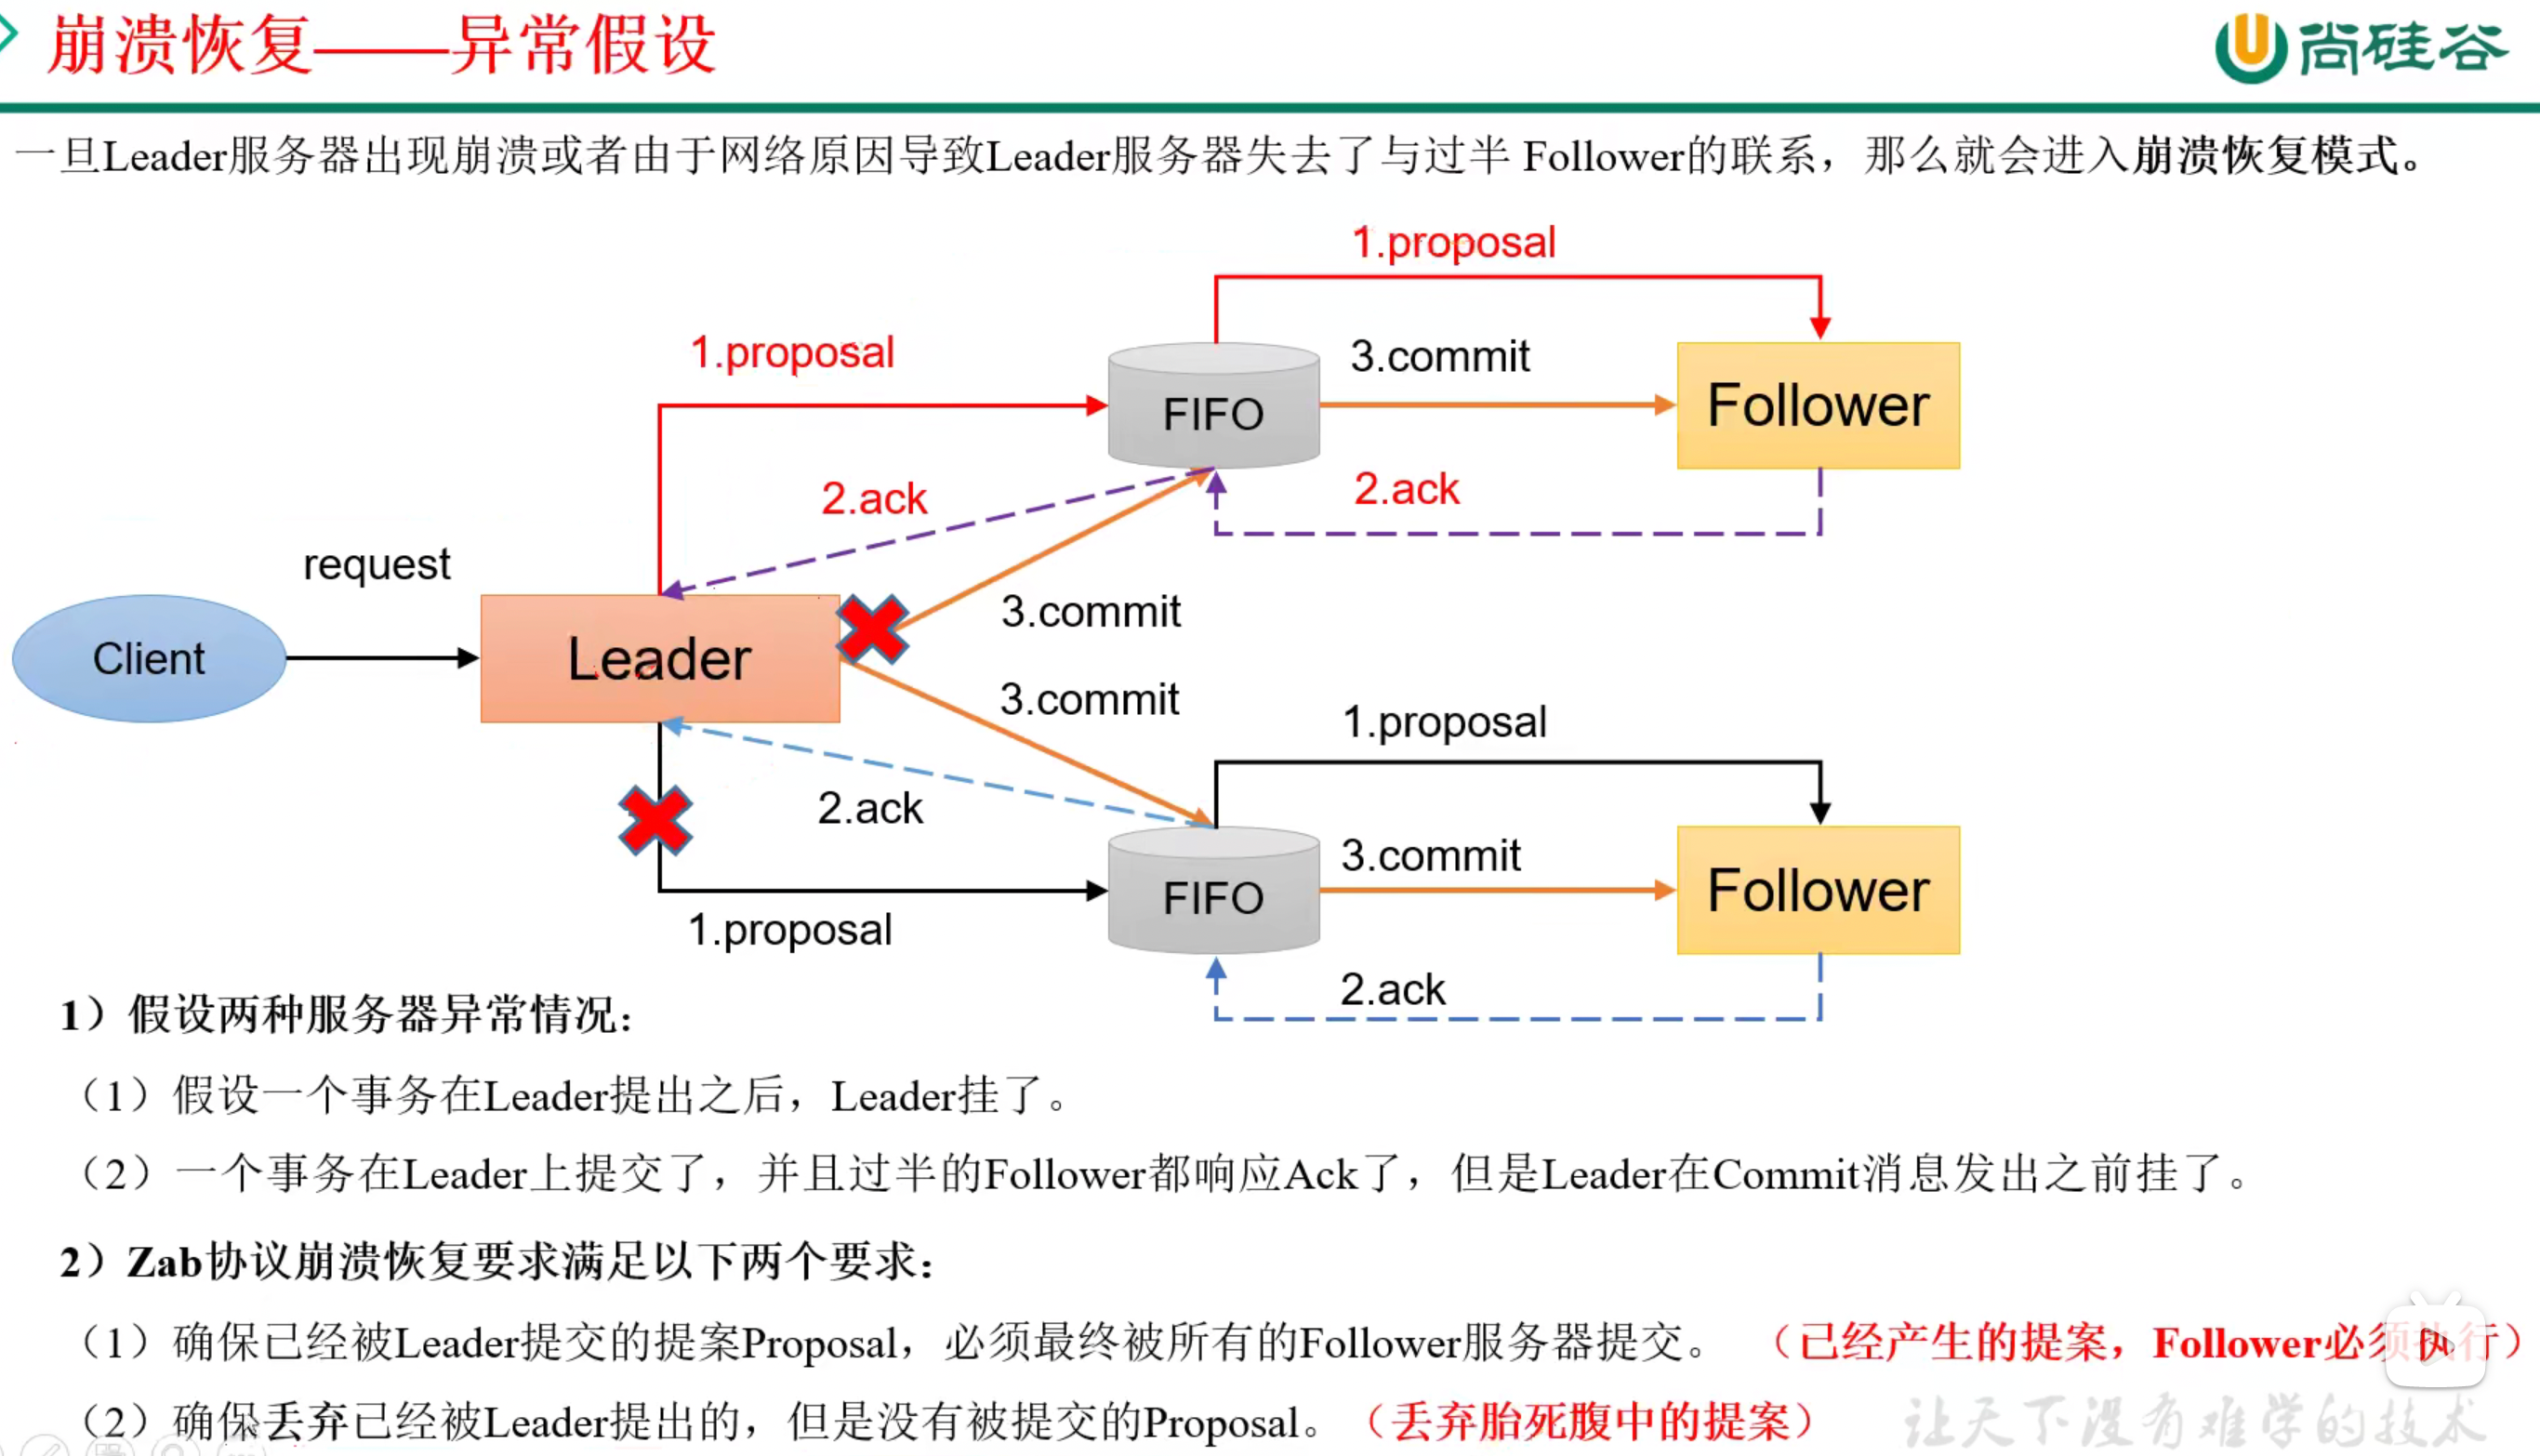 崩溃恢复——异常假设
尚硅谷
一旦Leader服务器出现崩溃或者由于网络原因导致Leader服务器失去了与过半 Follower的联系，那么就会进入崩溃恢复模式。
1.proposal
1.proposal
3.commit
FIFO
Follower
2.ack
2.ack
request
3.commit
Client
Leader
3.commit
1.proposal
2.ack
3.commit
FIFO
Follower
1.proposal
2.ack
1）假设两种服务器异常情况：
（1）假设一个事务在Leader提出之后，Leader挂了。
（2）一个事务在Leader上提交了，并且过半的Follower都响应Ack了，但是Leader在Commit消息发出之前挂了。
2）Zab协议崩溃恢复要求满足以下两个要求：
（1）确保已经被Leader提交的提案Proposal，必须最终被所有的Follower服务器提交。 （已经产生的提案，Follower必须执行）
（2）确保丢弃已经被Leader提出的，但是没有被提交的Proposal。（丢弃胎死腹中的提案）
让天下没有难学的技术